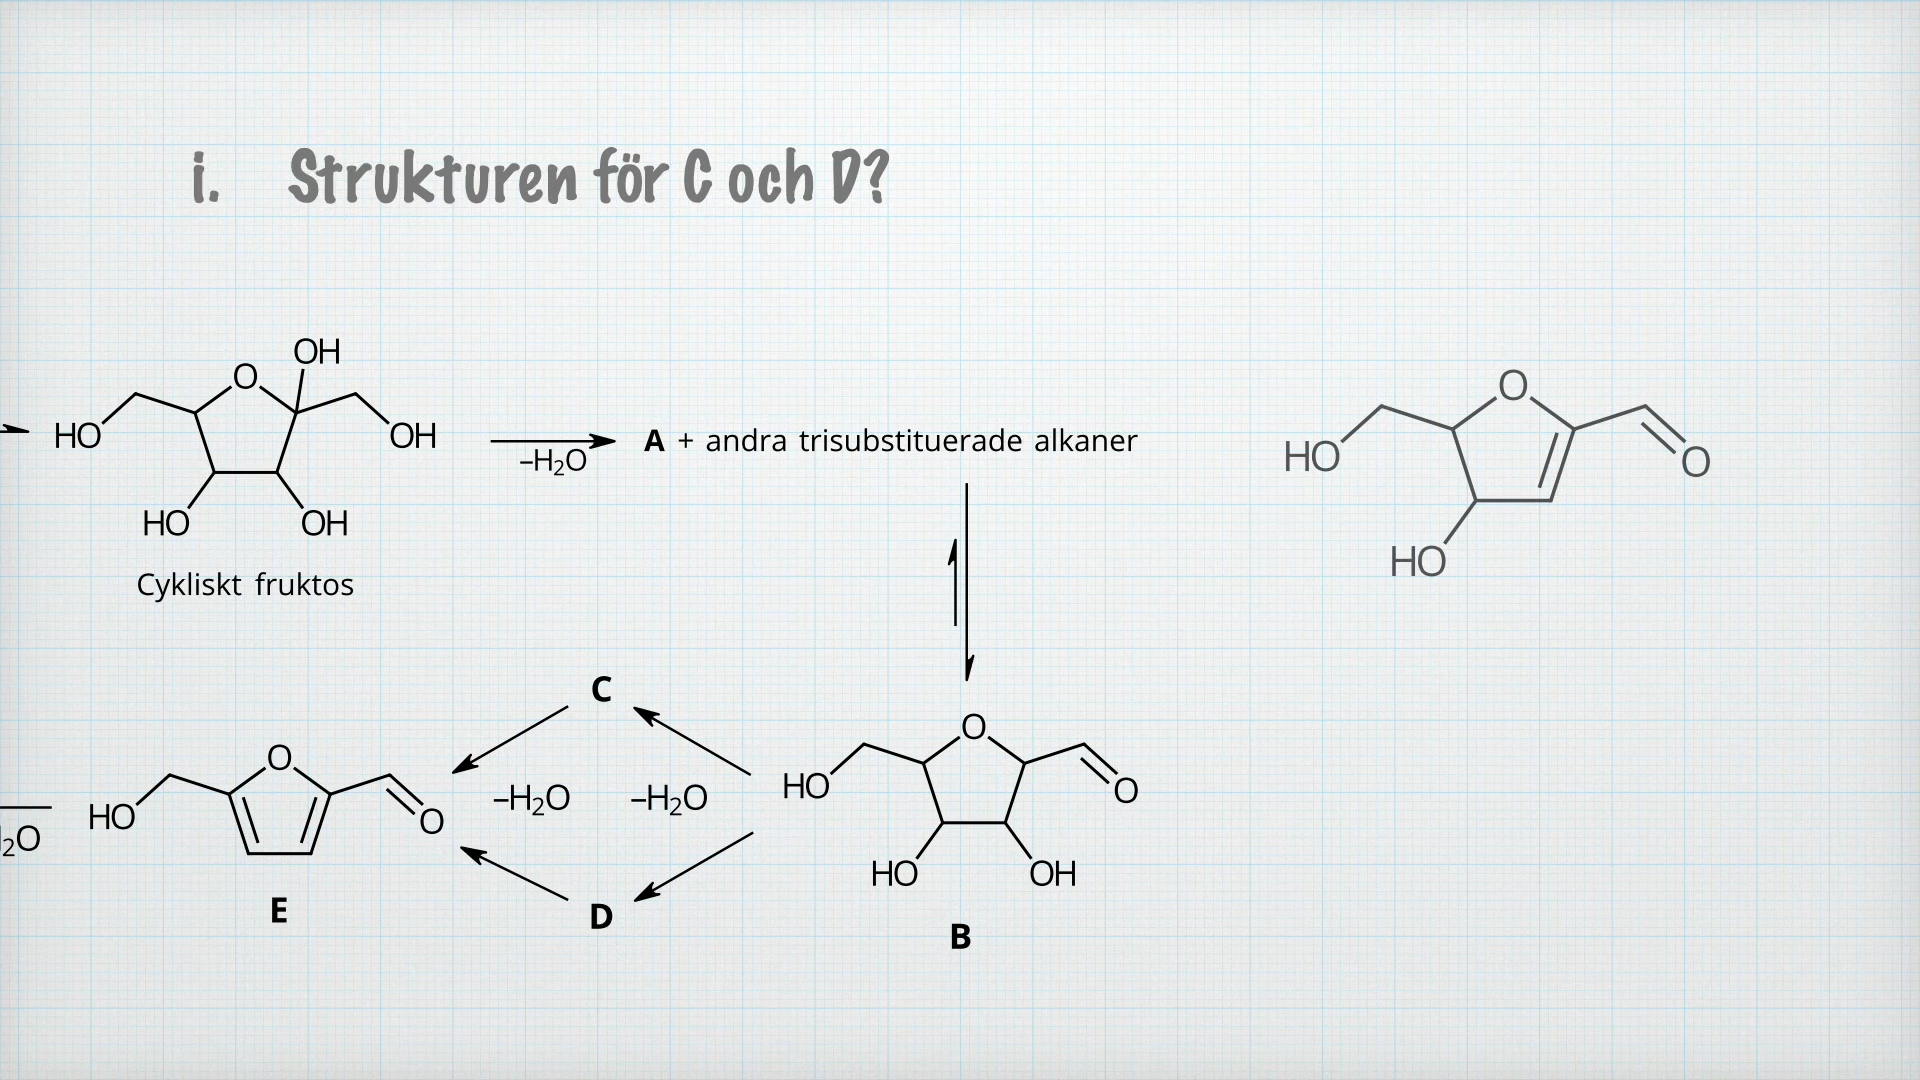 i. Strukturen för C och D?
OH
O
HO
OH
HO
OH
Cykliskt fruktos
–H₂O
A + andra trisubstituerade alkaner
O
HO
O
HO
C
–H₂O
–H₂O
D
O
HO
O
E
₂O
O
HO
O
HO
OH
B